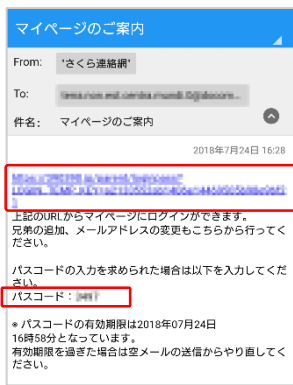 マイページのご案内
From: 'さくら連絡網'
To:
件名: マイページのご案内
2018年7月24日 16:28
上記のURLからマイページにログインができます。
兄弟の追加、メールアドレスの変更もこちらから行ってく
ださい。
パスコードの入力を求められた場合は以下を入力してくだ
さい。
パスコード：
※ パスコードの有効期限は2018年07月24日
16時58分となっています。
有効期限を過ぎた場合は空メールの送信からやり直してく
ださい。